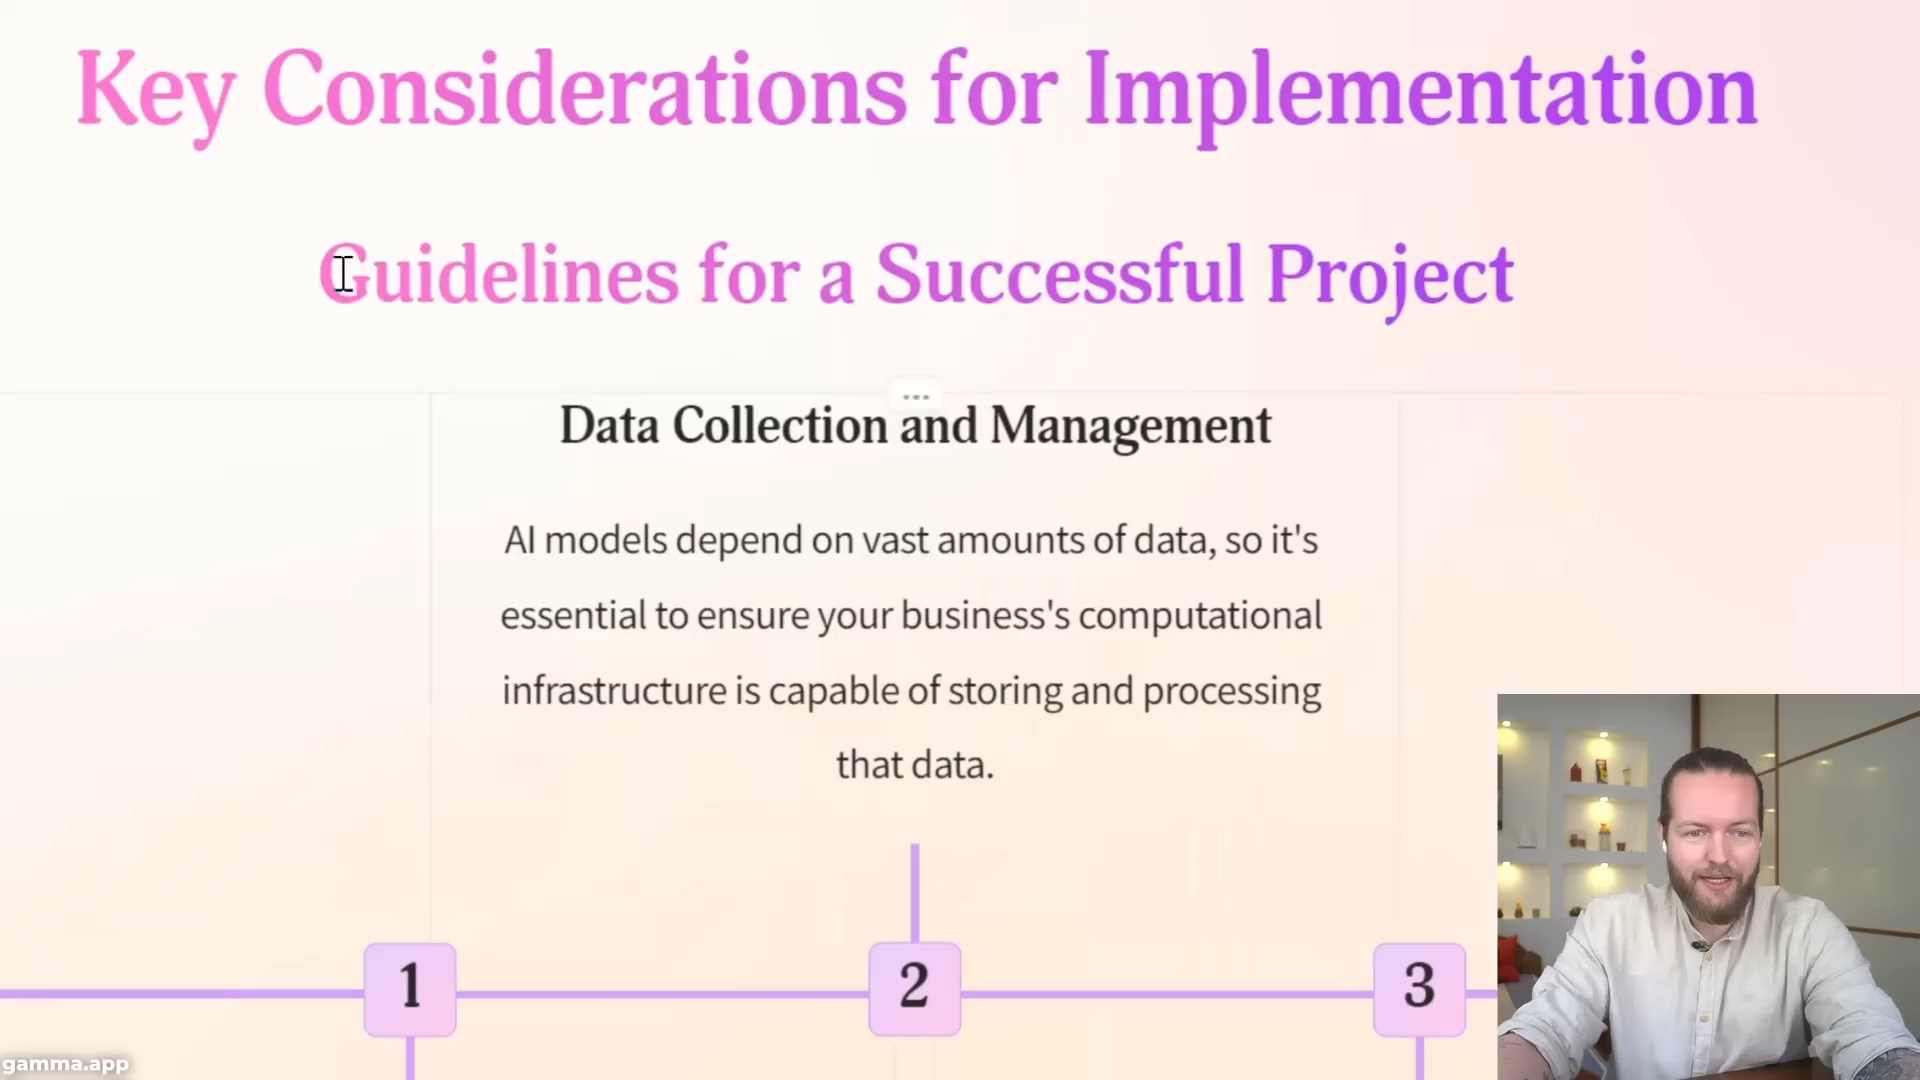 Key Considerations for Implementation
Guidelines for a Successful Project
Data Collection and Management
AI models depend on vast amounts of data, so it's
essential to ensure your business's computational
infrastructure is capable of storing and processing
that data.
1
2
3
gamma.app